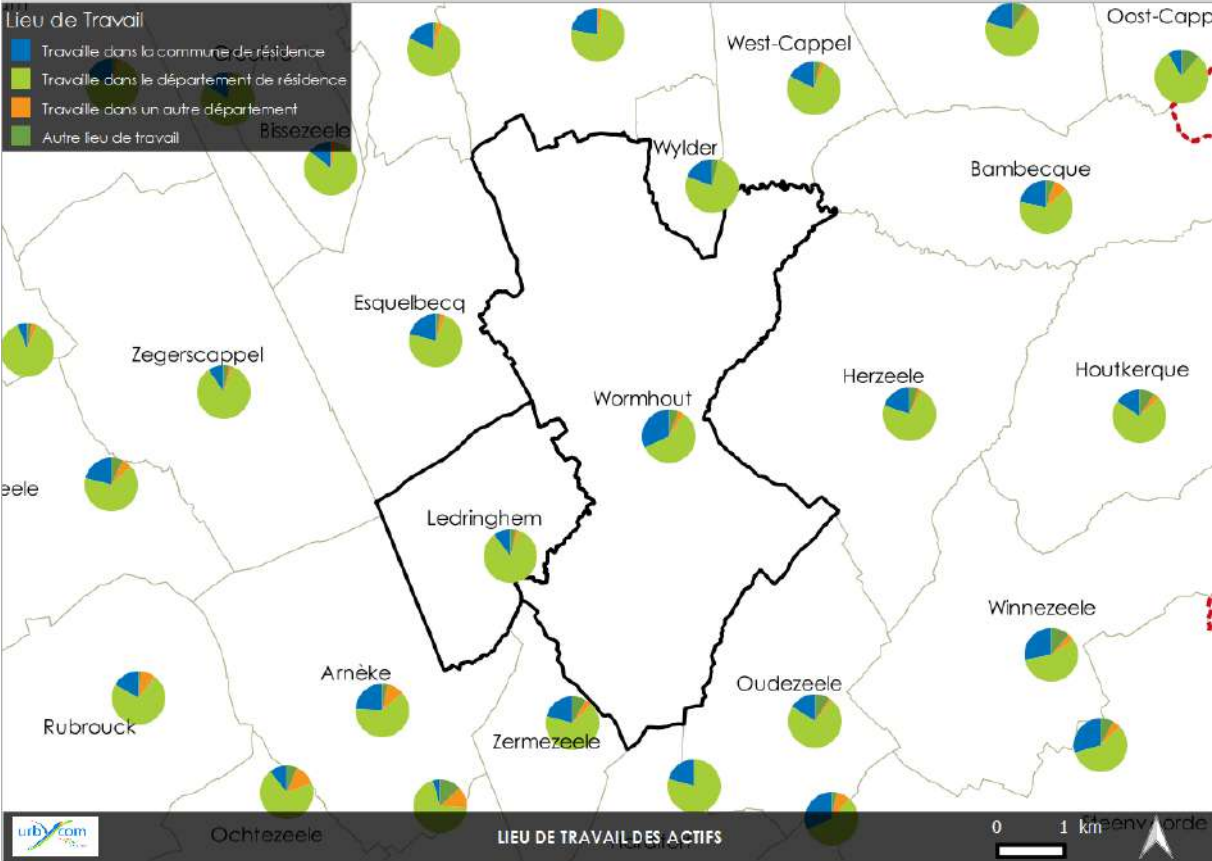 Lieu de Travail
Travaille dans la commune de résidence
Travaille dans le département de résidence
Travaille dans un autre département
Autre lieu de travail
Bissezeele
West-Cappel
Oost-Capp
Wylder
Bambecque
Esquelbecq
Zegerscappel
Herzeele
Houtkerque
Wormhout
eele
Ledringhem
Winnezeele
Arnèke
Oudezeele
Rubrouck
Zermezeele
urbycom
Ochtezeele
LIEU DE TRAVAIL DES ACTIFS
0 1 km
Steenvoorde